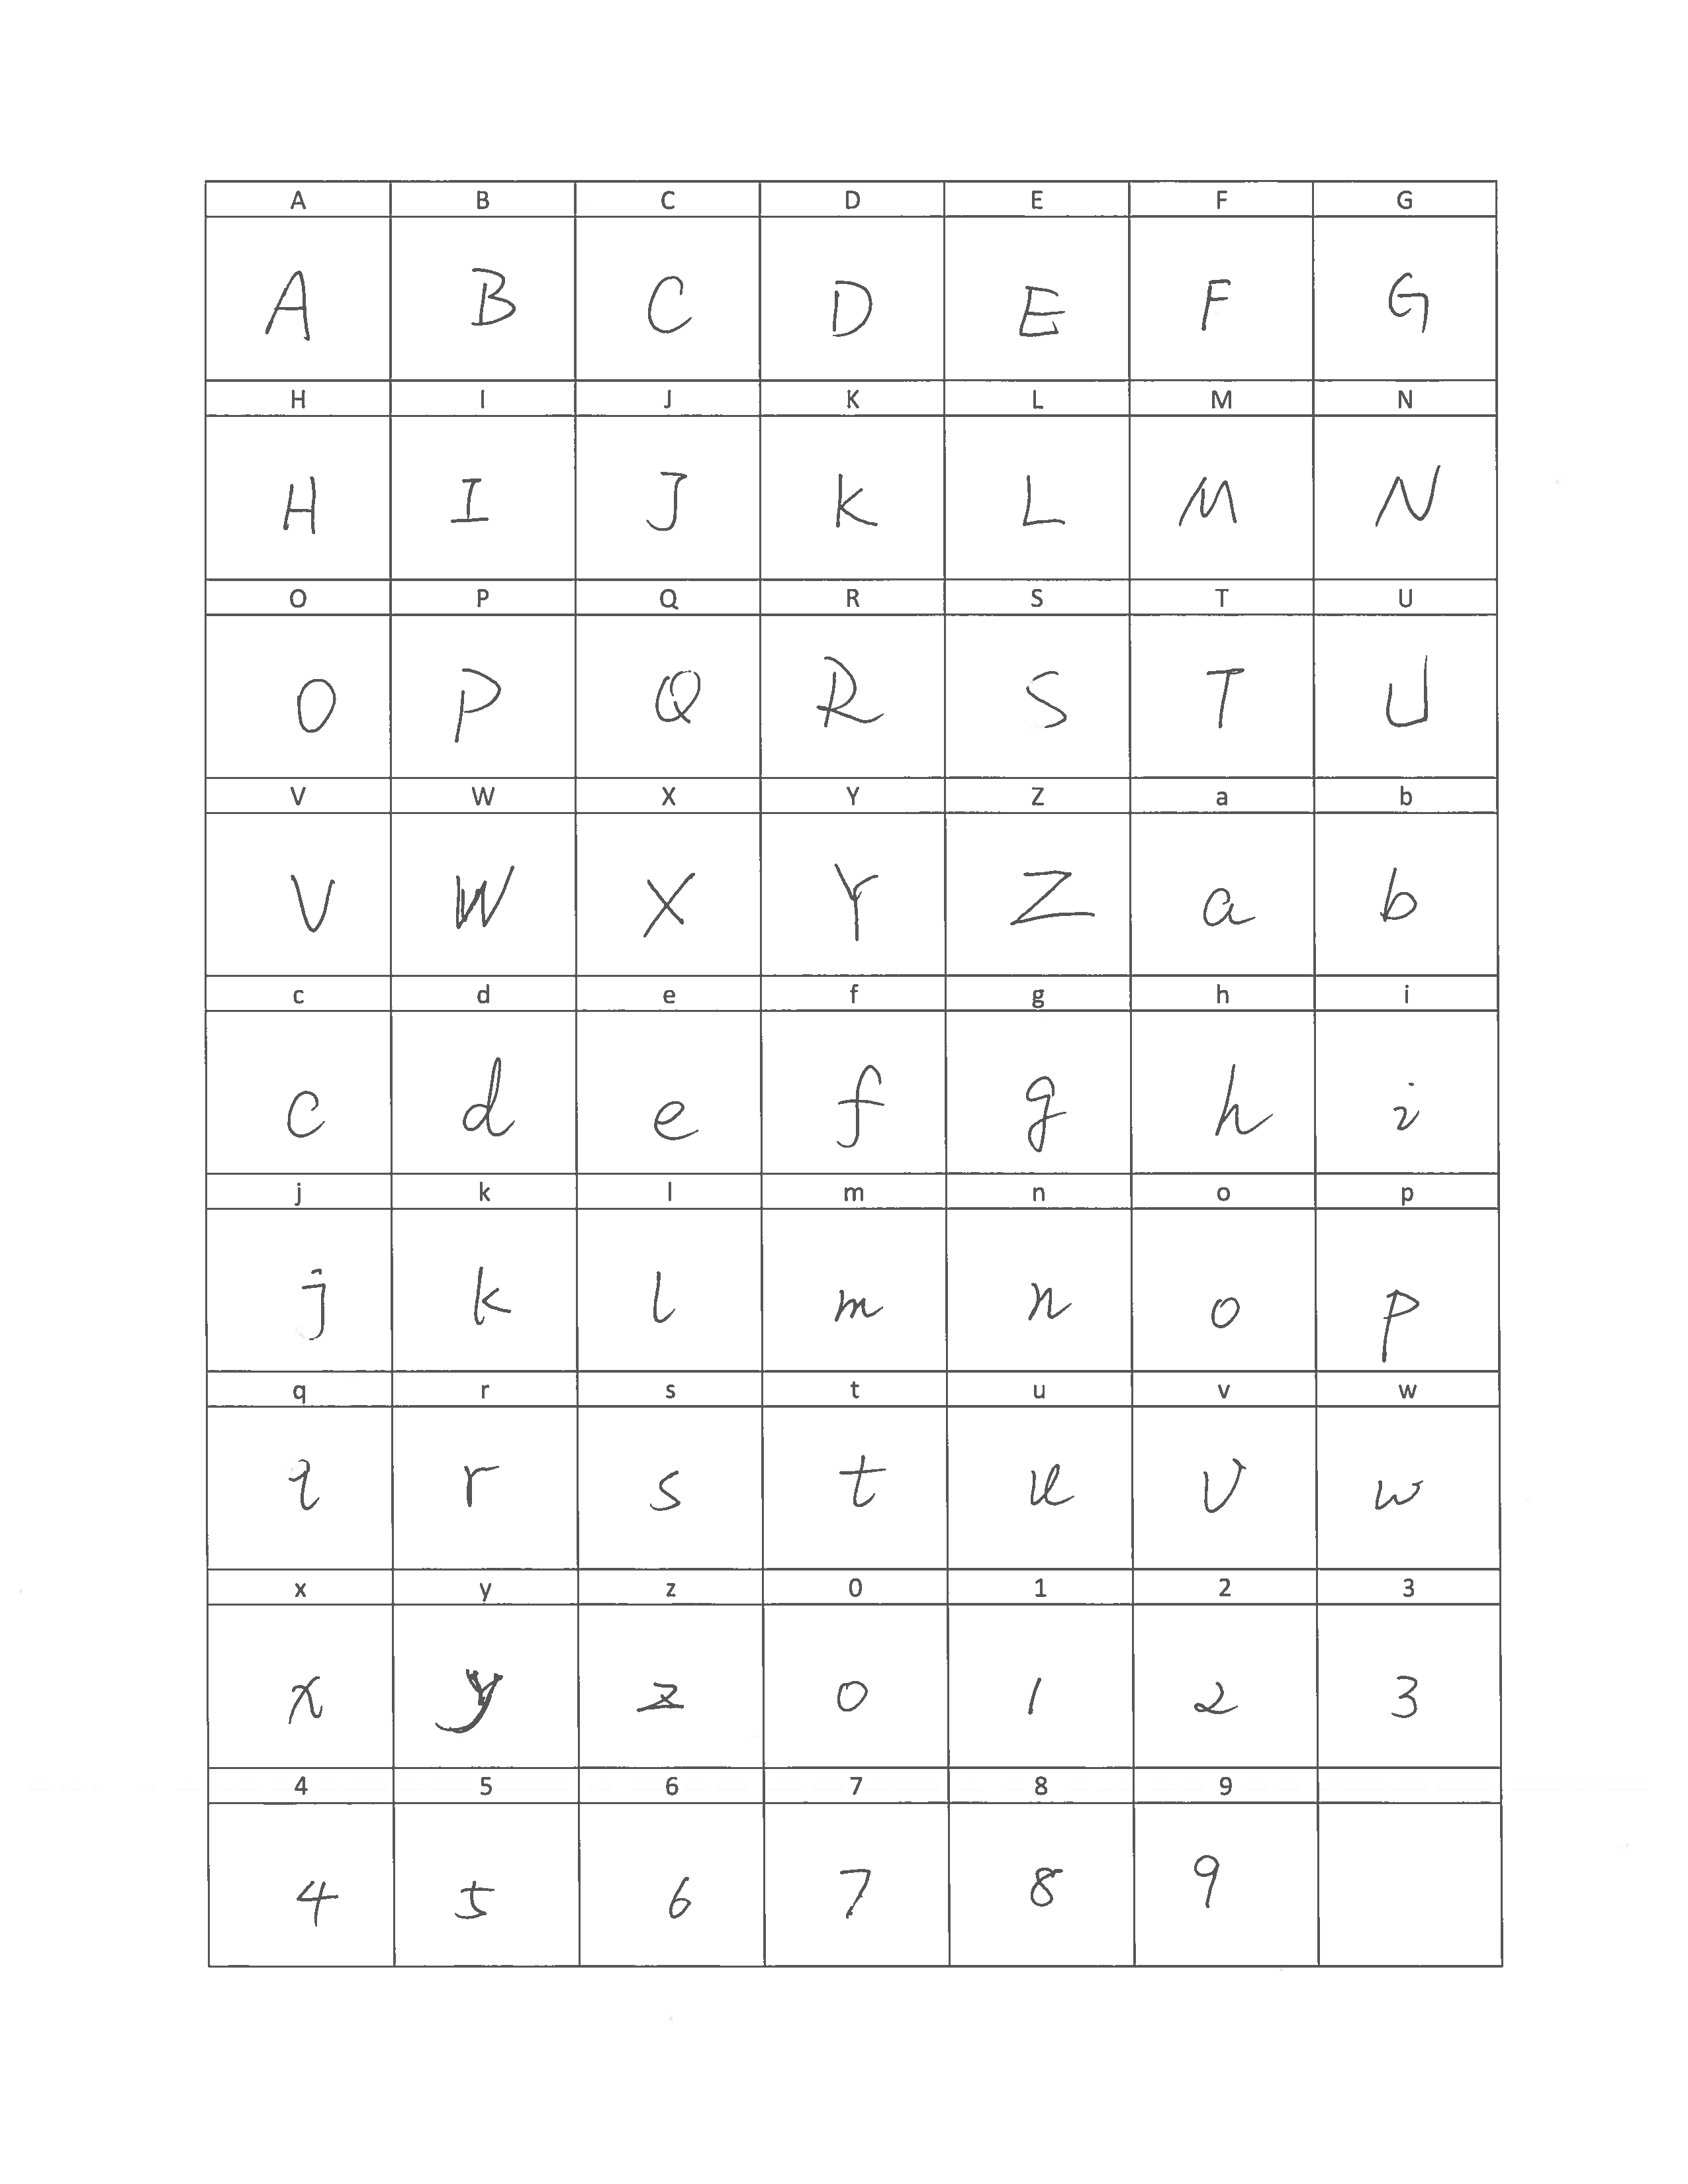 A B C D E F G
A B C D E F G
H I J K L M N
H I J K L M N
O P Q R S T U
O P Q R S T U
V W X Y Z a b
V W X Y Z a b
c d e f g h i
c d e f g h i
j k l m n o p
j k l m n o p
q r s t u v w
q r s t u v w
x y z 0 1 2 3
x y z 0 1 2 3
4 5 6 7 8 9
4 5 6 7 8 9